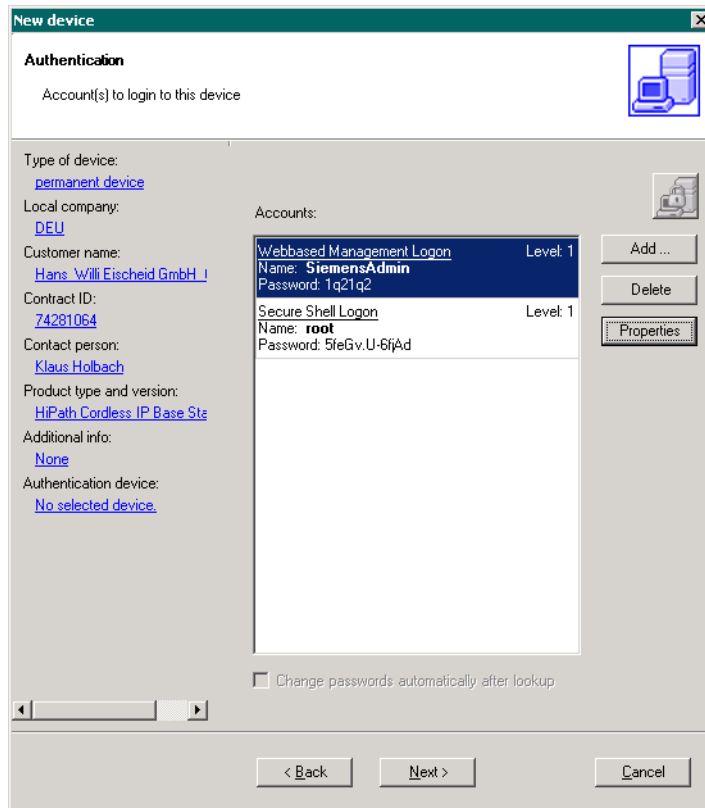 New device
Authentication
Account(s) to login to this device
Type of device:
permanent device
Local company:
DEU
Customer name:
Hans Willi Eischeid GmbH
Contract ID:
74281064
Contact person:
Klaus Holbach
Product type and version:
HiPath Cordless IP Base Sta
Additional info:
None
Authentication device:
No selected device.
Accounts:
Webbased Management Logon Level: 1
Name: SiemensAdmin
Password: 1q21q2
Secure Shell Logon Level: 1
Name: root
Password: 5feGv.U-6fjAd
Add ...
Delete
Properties
Change passwords automatically after lookup
< Back
Next >
Cancel